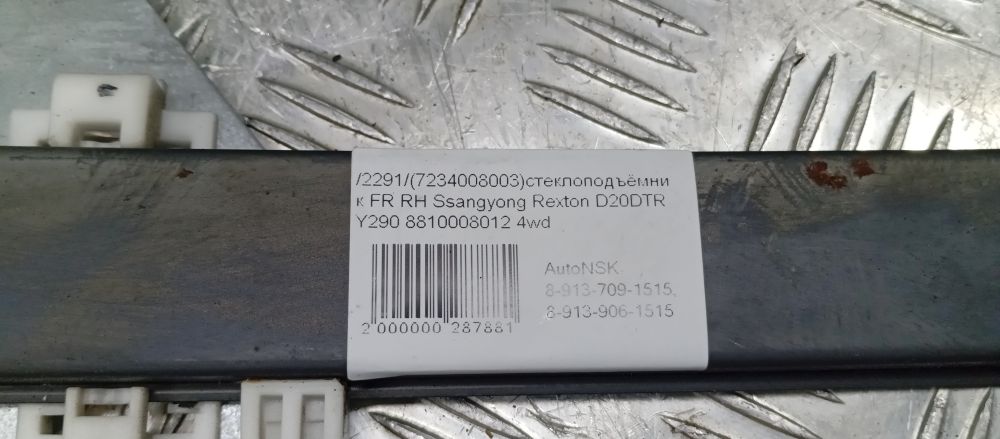 /2291/(7234008003)стеклоподъёмни
к FR RH Ssangyong Rexton D20DTR
Y290 8810008012 4wd
AutoNSK
8-913-709-1515,
8-913-906-1515
2 000000 287881